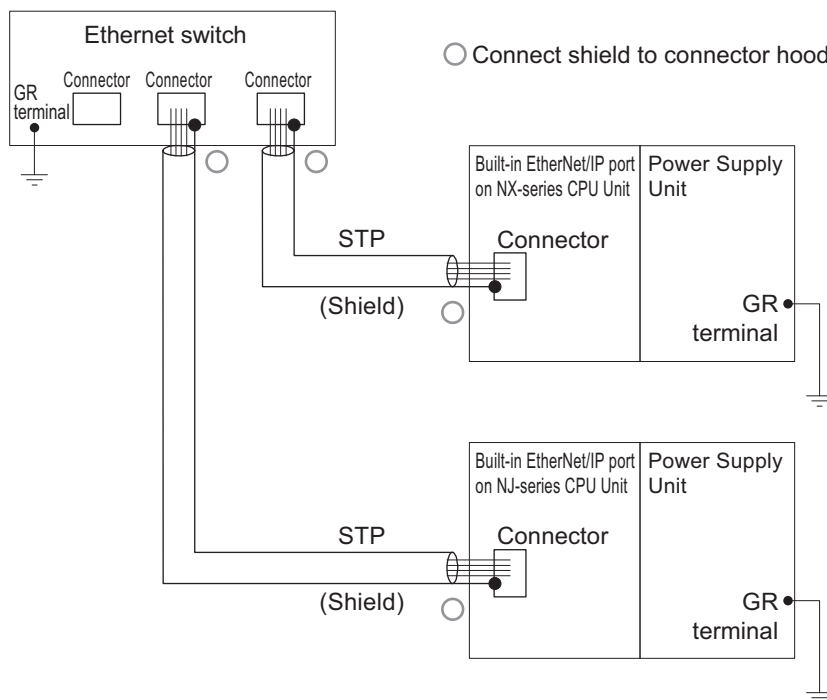 Ethernet switch
Connect shield to connector hood
Connector
Connector
Connector
GR
terminal
Built-in EtherNet/IP port
on NX-series CPU Unit
Power Supply
Unit
STP
Connector
(Shield)
GR
terminal
Built-in EtherNet/IP port
on NJ-series CPU Unit
Power Supply
Unit
STP
Connector
(Shield)
GR
terminal